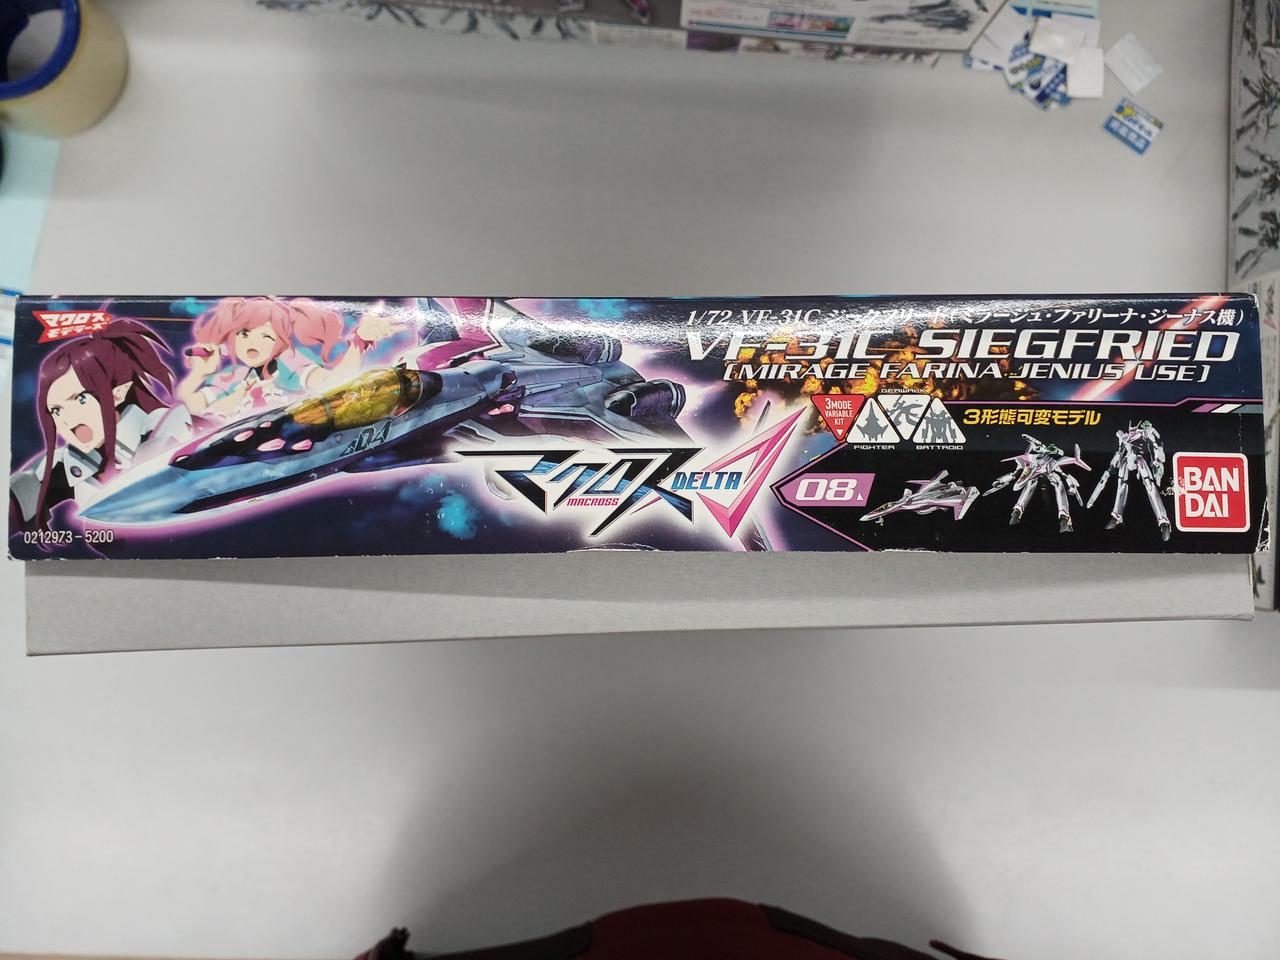 マクロス
モデラーズ
1/72 VF-31C ジークフリード(ミラージュ・ファリーナ・ジーナス機)
VF-31C SIEGFRIED
[MIRAGE FARINA JENIUS USE]
3MODE
VARIABLE
KIT
GERWALK
FIGHTER
BATTROID
3形態可変モデル
04
マクロス
MACROSS
DELTA
08
BAN
DAI
0212973-5200